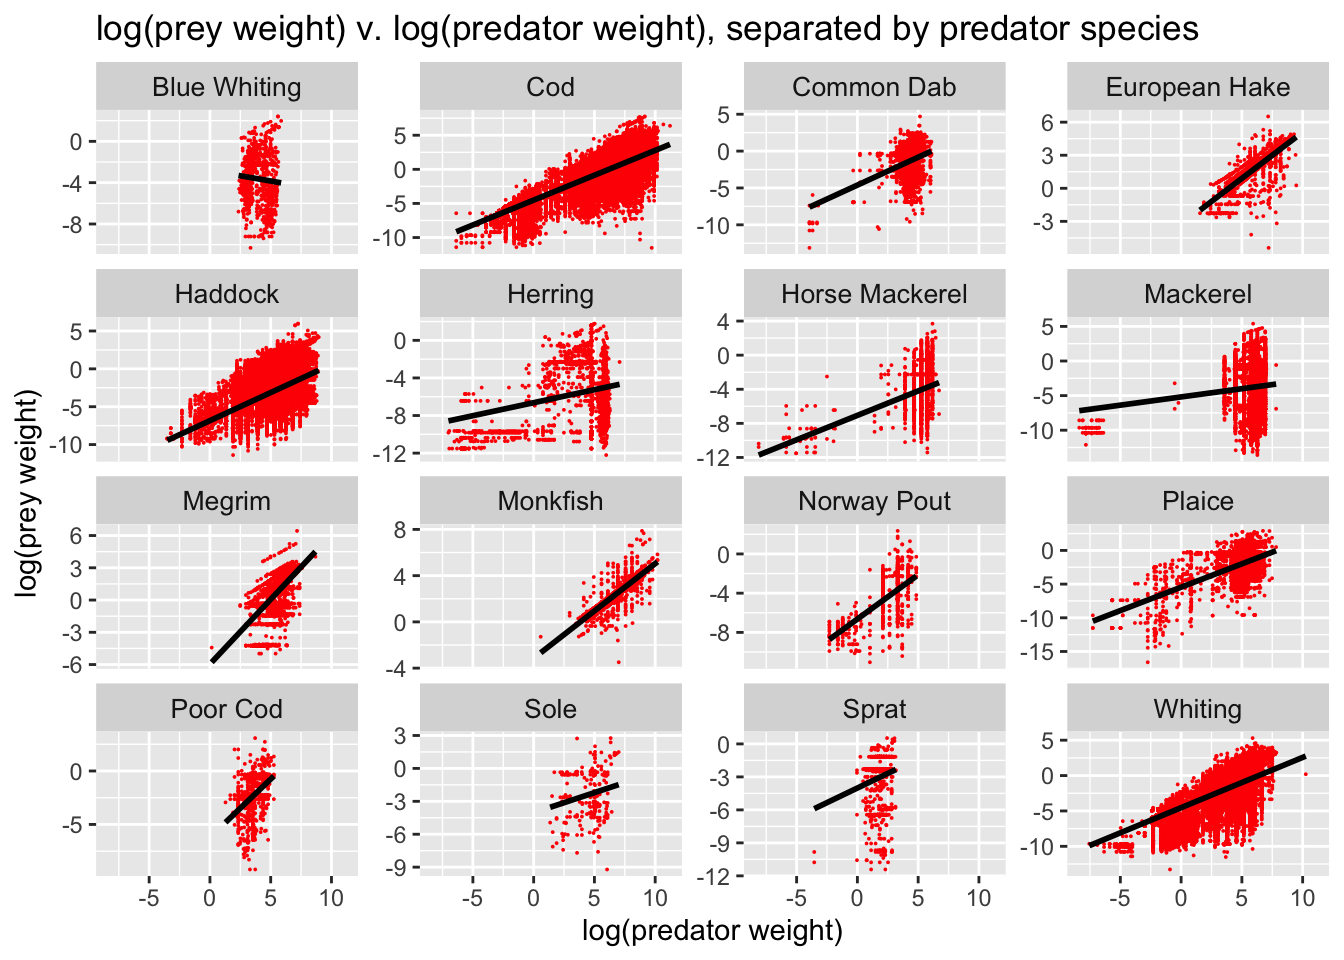 log(prey weight) v. log(predator weight), separated by predator species
Blue Whiting Cod Common Dab European Hake
0 -4 -8
5 0 -5 -10
5 0 -5 -10
6 3 0 -3
Haddock Herring Horse Mackerel Mackerel
5 0 -5 -10
0 -4 -8 -12
4 0 -4 -8 -12
5 0 -5 -10
log(prey weight)
Megrim Monkfish Norway Pout Plaice
6 3 0 -3 -6
8 4 0 -4
0 -4 -8
0 -5 -10 -15
Poor Cod Sole Sprat Whiting
0 -5
3 0 -3 -6 -9
0 -3 -6 -9 -12
5 0 -5 -10
-5 0 5 10 -5 0 5 10 -5 0 5 10 -5 0 5 10
log(predator weight)